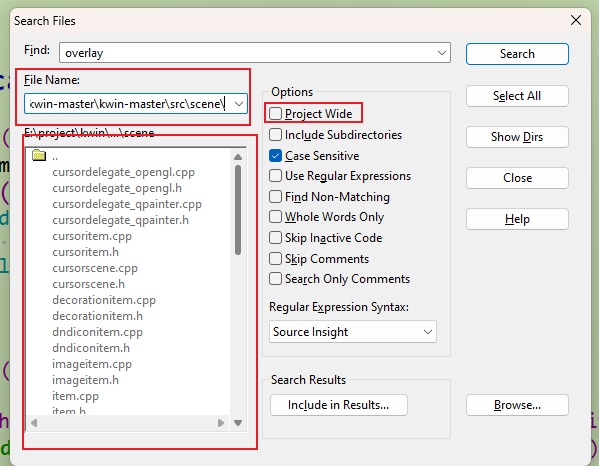 Search Files
Find:
overlay
Search
File Name:
kwin-master\kwin-master\src\scene\
Select All
E:\project\kwin\...\scene
Show Dirs
Close
Help
..
cursordelegate_opengl.cpp
cursordelegate_opengl.h
cursordelegate_qpainter.cpp
cursordelegate_qpainter.h
cursoritem.cpp
cursoritem.h
cursorscene.cpp
cursorscene.h
decorationitem.cpp
decorationitem.h
dndiconitem.cpp
dndiconitem.h
imageitem.cpp
imageitem.h
item.cpp
item.h
Options
Project Wide
Include Subdirectories
Case Sensitive
Use Regular Expressions
Find Non-Matching
Whole Words Only
Skip Inactive Code
Skip Comments
Search Only Comments
Regular Expression Syntax:
Source Insight
Search Results
Include in Results...
Browse...